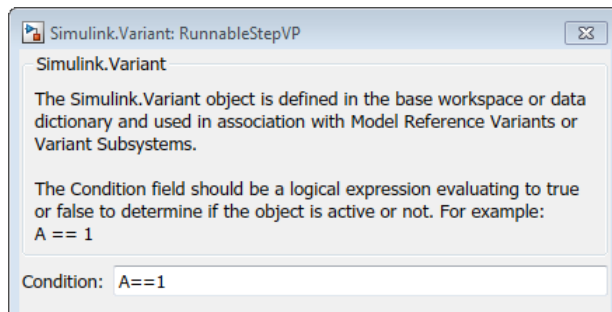 Simulink.Variant: RunnableStepVP
Simulink.Variant
The Simulink.Variant object is defined in the base workspace or data
dictionary and used in association with Model Reference Variants or
Variant Subsystems.
The Condition field should be a logical expression evaluating to true
or false to determine if the object is active or not. For example:
A == 1
Condition: A==1